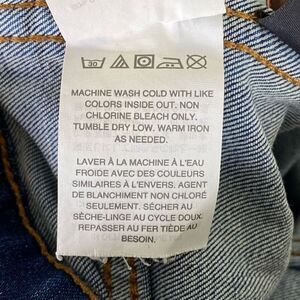 30
MACHINE WASH COLD WITH LIKE
COLORS INSIDE OUT. NON
CHLORINE BLEACH ONLY.
TUMBLE DRY LOW. WARM IRON
AS NEEDED.
LAVER À LA MACHINE À L'EAU
FROIDE AVEC DES COULEURS
SIMILAIRES À L'ENVERS. AGENT
DE BLANCHIMENT NON CHLORÉ
SEULEMENT. SÉCHER AU
SÈCHE-LINGE AU CYCLE DOUX.
REPASSER AU FER TIÈDE AU
BESOIN.